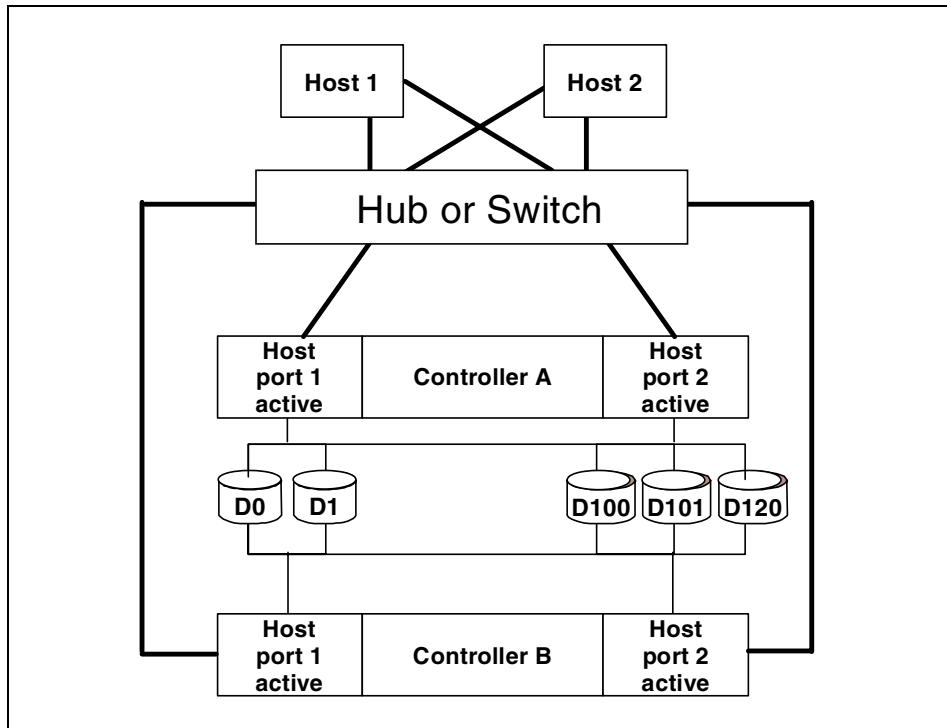 Host 1
Host 2
Hub or Switch
Host
port 1
active
Controller A
Host
port 2
active
D0
D1
D100
D101
D120
Host
port 1
active
Controller B
Host
port 2
active